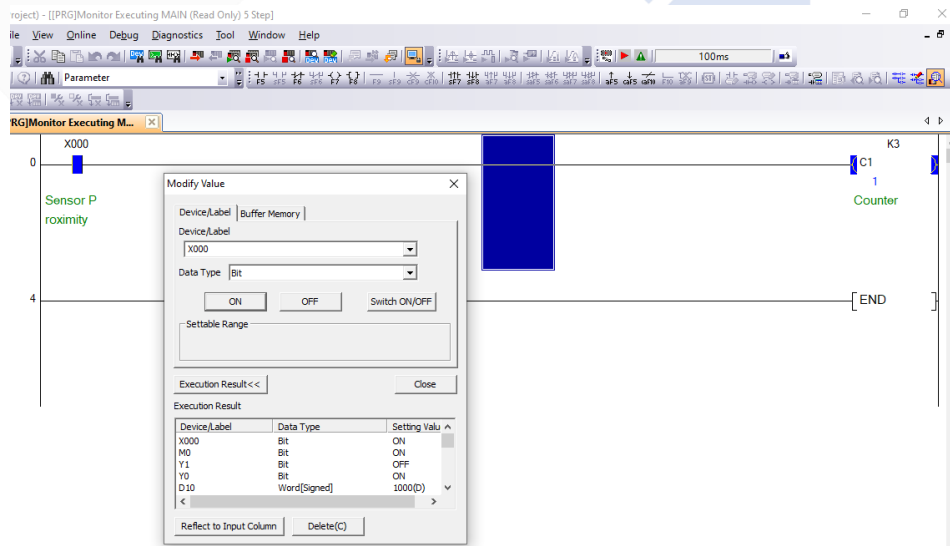 roject) - [[PRG]Monitor Executing MAIN (Read Only) 5 Step]
ile View Online Debug Diagnostics Tool Window Help
100ms
Parameter
PRG]Monitor Executing M...
X000
K3
0
C1
1
Sensor P
roximity
Counter
4
END
Modify Value
Device/Label
Buffer Memory
Device/Label
X000
Data Type
Bit
ON
OFF
Switch ON/OFF
Settable Range
Execution Result<<
Close
Execution Result
Device/Label Data Type Setting Valu
X000 Bit ON
M0 Bit ON
Y1 Bit OFF
Y0 Bit ON
D10 Word[Signed] 1000(D)
Reflect to Input Column
Delete(C)